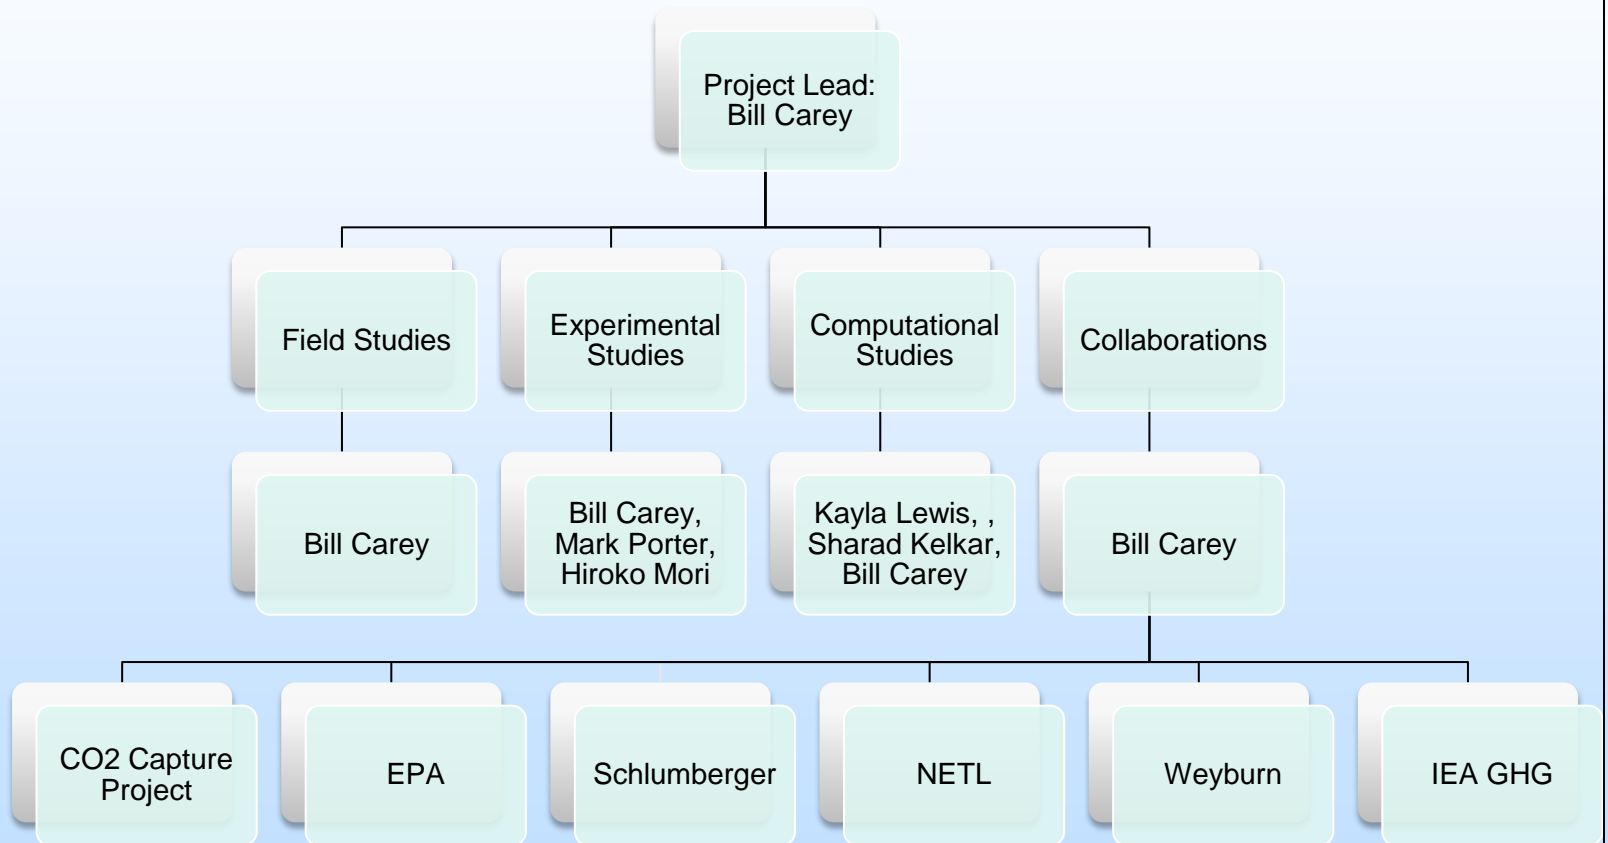 Project Lead:
Bill Carey
Field Studies
Experimental
Studies
Computational
Studies
Collaborations
Bill Carey
Bill Carey,
Mark Porter,
Hiroko Mori
Kayla Lewis, ,
Sharad Kelkar,
Bill Carey
Bill Carey
CO2 Capture
Project
EPA
Schlumberger
NETL
Weyburn
IEA GHG